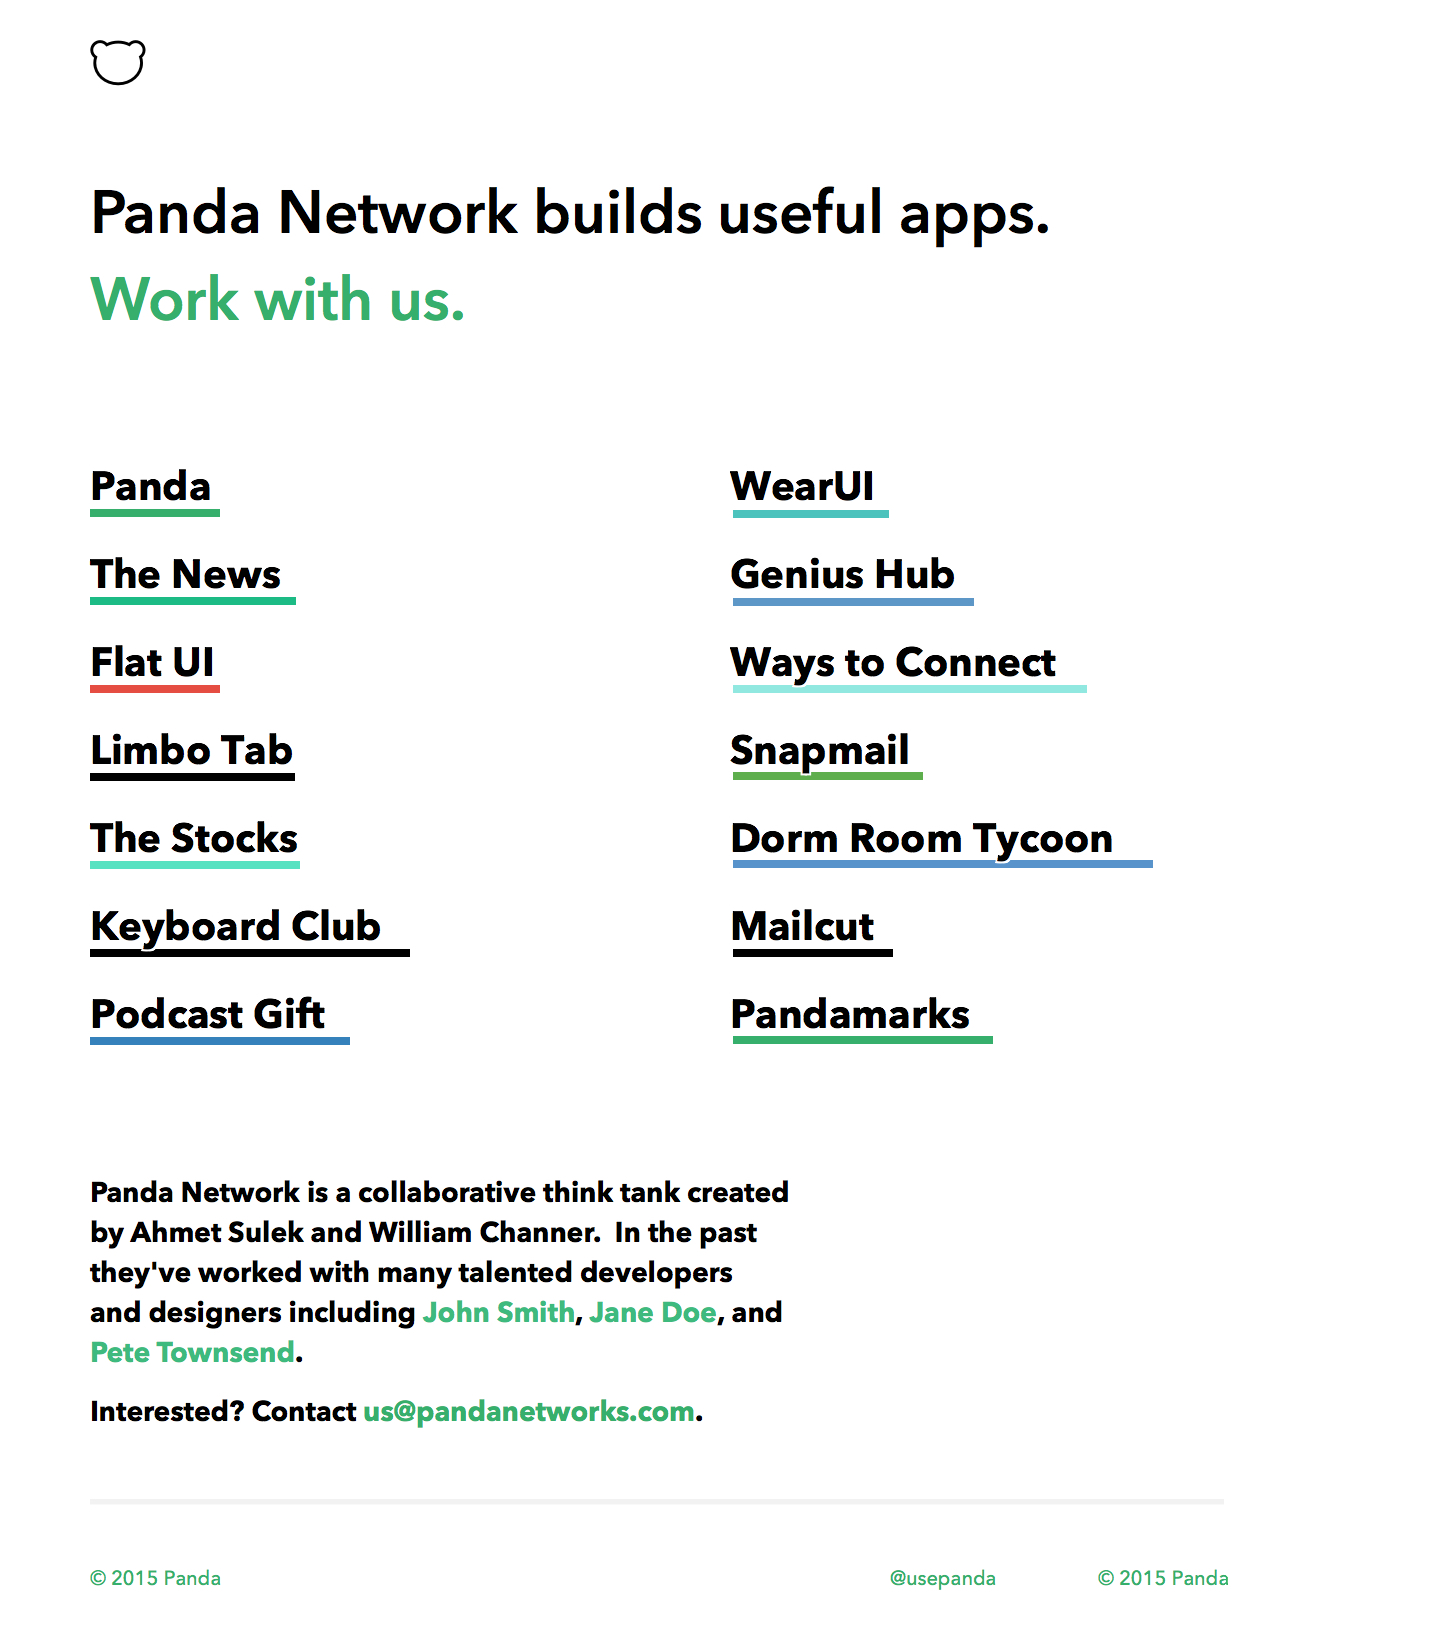 Panda Network builds useful apps.
Work with us.
Panda
The News
Flat UI
Limbo Tab
The Stocks
Keyboard Club
Podcast Gift
WearUI
Genius Hub
Ways to Connect
Snapmail
Dorm Room Tycoon
Mailcut
Pandamarks
Panda Network is a collaborative think tank created
by Ahmet Sulek and William Channer.  In the past
they've worked with many talented developers
and designers including John Smith, Jane Doe, and
Pete Townsend.
Interested? Contact us@pandanetworks.com.
© 2015 Panda
@usepanda
© 2015 Panda